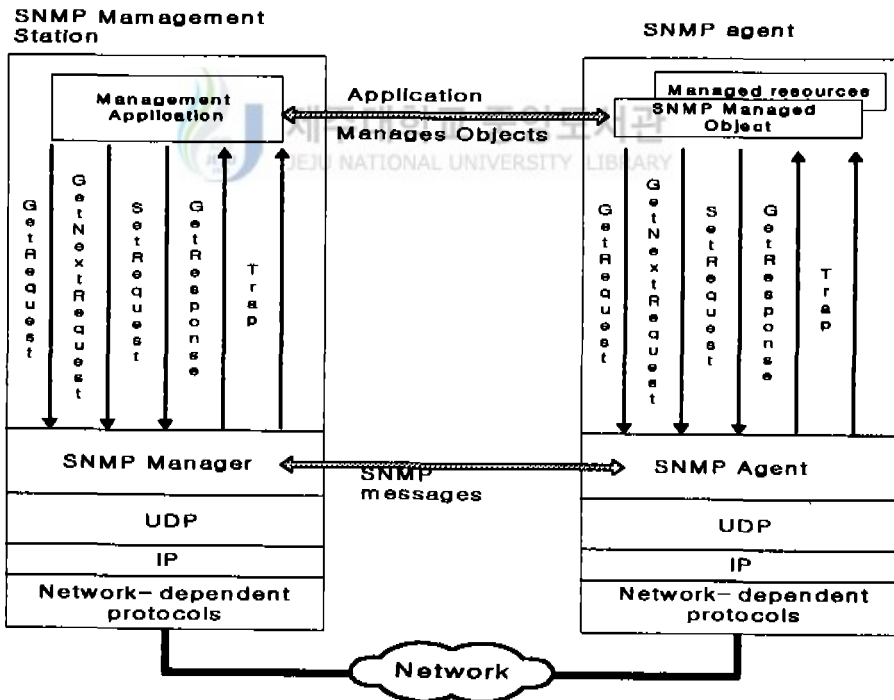 SNMP Mamagement
Station
SNMP agent
Management
Application
Application
Manages Objects
Managed resources
SNMP Managed
Object
제주대학교 중앙도서관
JEJU NATIONAL UNIVERSITY LIBRARY
GetRequest
GetNextRequest
SetRequest
GetResponse
Trap
GetRequest
GetNextRequest
SetRequest
GetResponse
Trap
SNMP Manager
SNMP
messages
SNMP Agent
UDP
UDP
IP
IP
Network-dependent
protocols
Network-dependent
protocols
Network